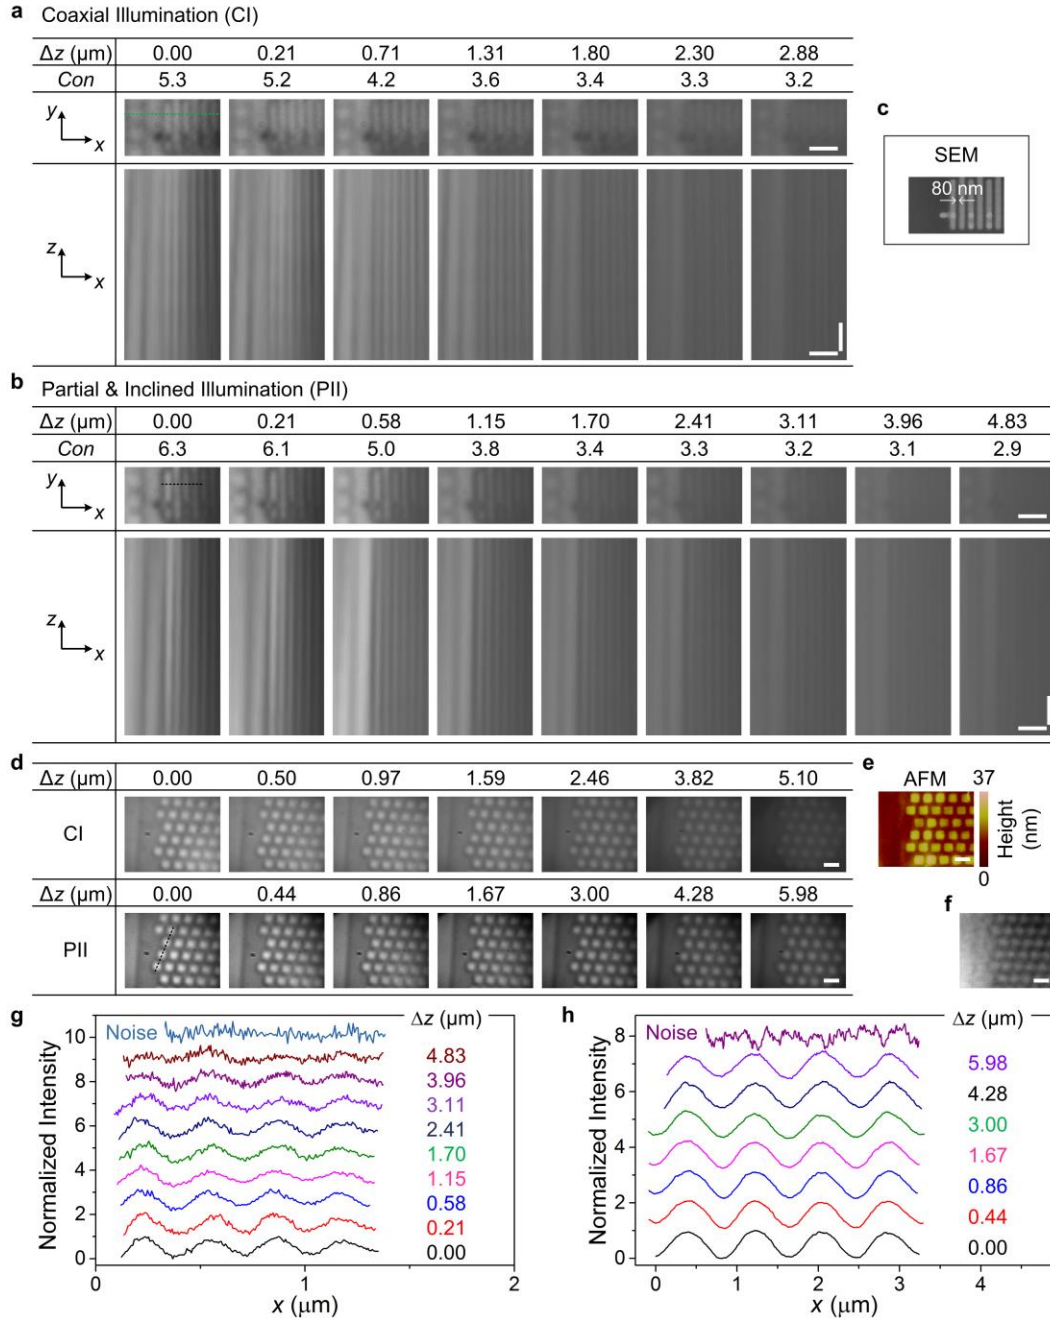 a Coaxial Illumination (CI)
Δz (μm) 0.00 0.21 0.71 1.31 1.80 2.30 2.88
Con 5.3 5.2 4.2 3.6 3.4 3.3 3.2
y
x
z
x
c
SEM
80 nm
b Partial & Inclined Illumination (PII)
Δz (μm) 0.00 0.21 0.58 1.15 1.70 2.41 3.11 3.96 4.83
Con 6.3 6.1 5.0 3.8 3.4 3.3 3.2 3.1 2.9
y
x
z
x
d
Δz (μm) 0.00 0.50 0.97 1.59 2.46 3.82 5.10
CI
Δz (μm) 0.00 0.44 0.86 1.67 3.00 4.28 5.98
PII
e
AFM 37
Height
(nm)
0
f
g
Normalized Intensity
10
8
6
4
2
0
Noise
Δz (μm)
4.83
3.96
3.11
2.41
1.70
1.15
0.58
0.21
0.00
0 1 2
x (μm)
h
Normalized Intensity
8
6
4
2
0
Noise
Δz (μm)
5.98
4.28
3.00
1.67
0.86
0.44
0.00
0 1 2 3 4
x (μm)